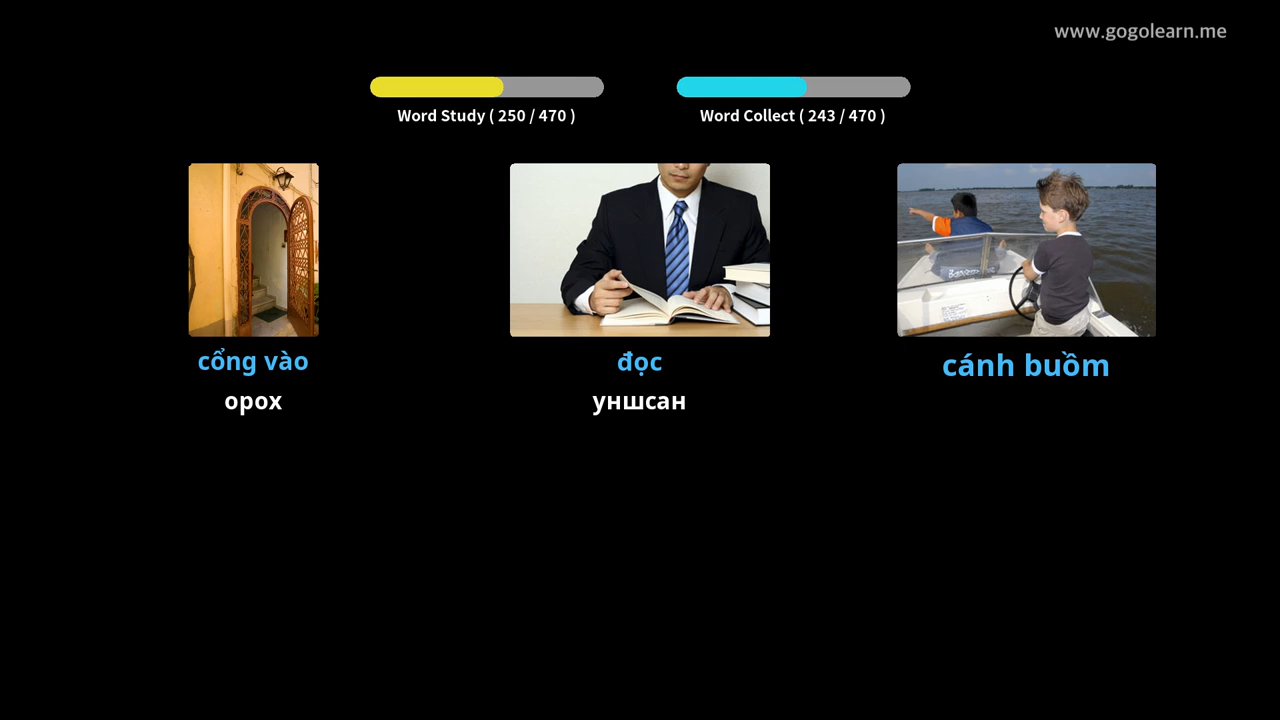 www.gogolearn.me
Word Study ( 250 / 470 )
Word Collect ( 243 / 470 )
cổng vào
орох
đọc
уншсан
cánh buồm